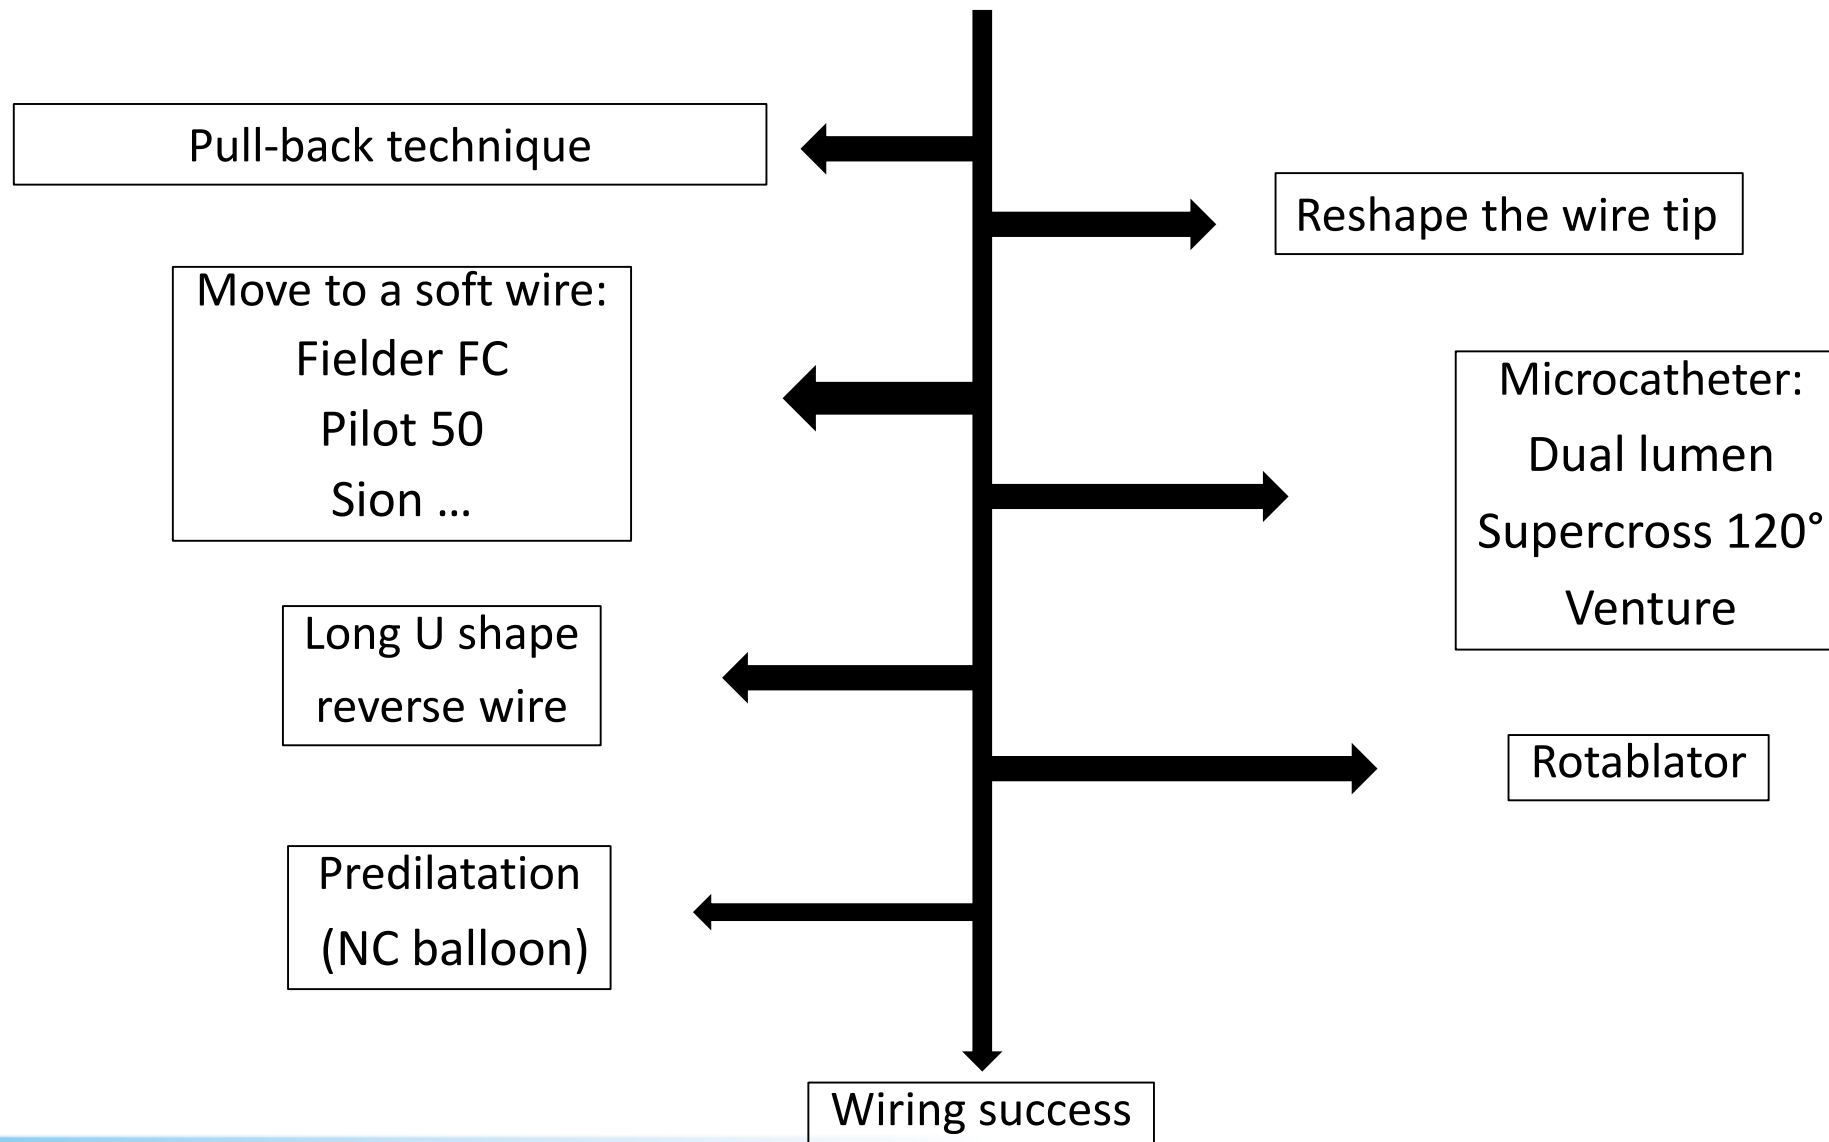 Pull-back technique
Reshape the wire tip
Move to a soft wire:
Fielder FC
Pilot 50
Sion ...
Microcatheter:
Dual lumen
Supercross 120°
Venture
Long U shape
reverse wire
Rotablator
Predilatation
(NC balloon)
Wiring success